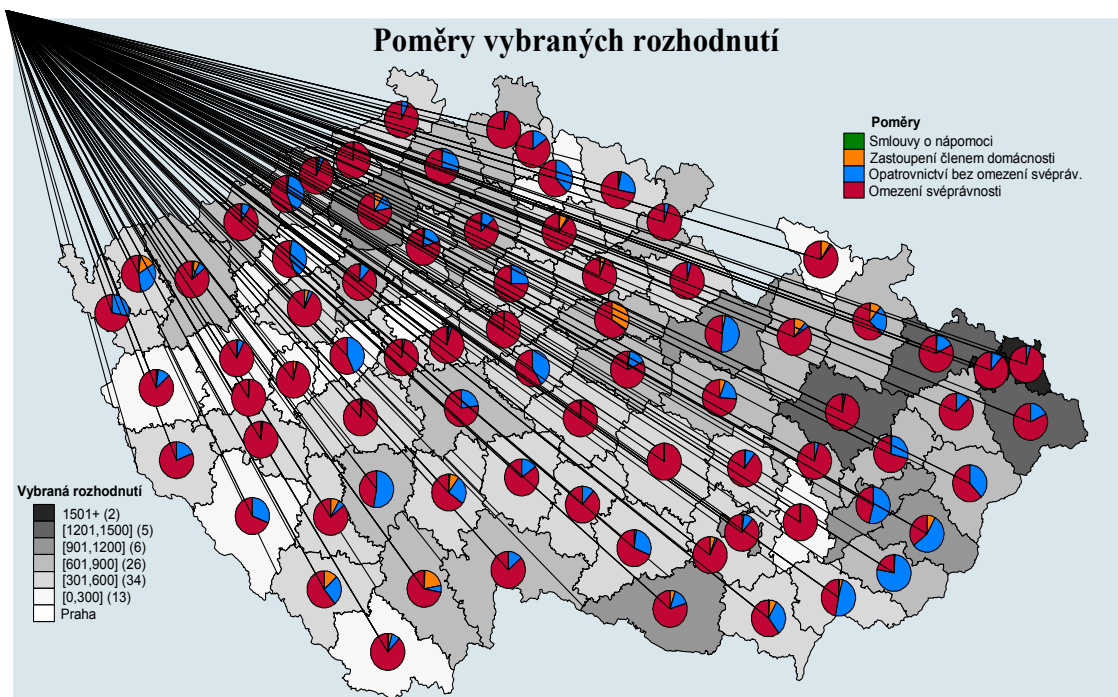 Poměry vybraných rozhodnutí
Poměry
Smlouvy o nápomoci
Zastoupení členem domácnosti
Opatrovnictví bez omezení svépráv.
Omezení svéprávnosti
Vybraná rozhodnutí
1501+ (2)
[1201,1500] (5)
[901,1200] (6)
[601,900] (26)
[301,600] (34)
[0,300] (13)
Praha